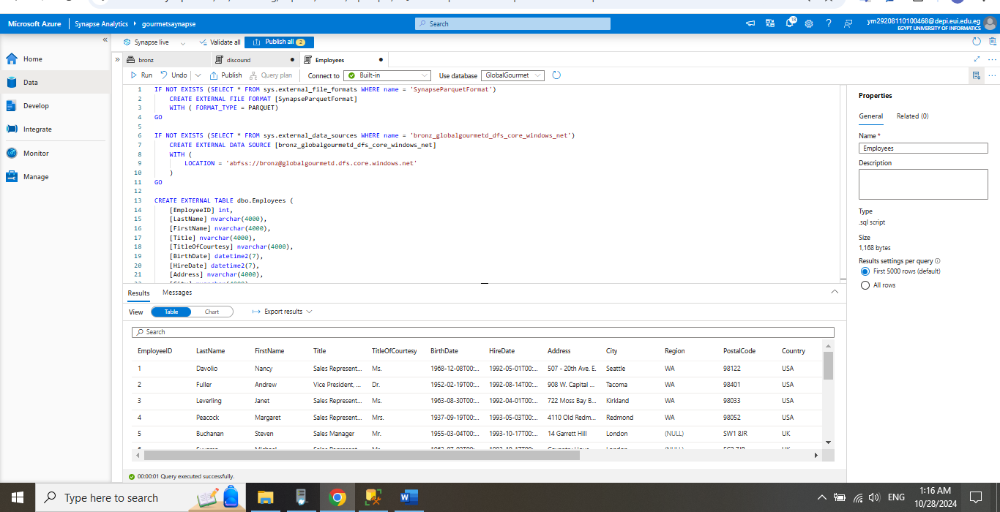 Microsoft Azure
Synapse Analytics
gourmetsynapse
Search
18
ym29208110100468@depi.eui.edu.eg
EGYPT UNIVERSITY OF INFORMATICS
Synapse live
Validate all
Publish all 2
Home
Data
Develop
Integrate
Monitor
Manage
bronz
discound
Employees
Run
Undo
Publish
Query plan
Connect to
Built-in
Use database
GlobalGourmet
1 IF NOT EXISTS (SELECT * FROM sys.external_file_formats WHERE name = 'SynapseParquetFormat')
2 CREATE EXTERNAL FILE FORMAT [SynapseParquetFormat]
3 WITH ( FORMAT_TYPE = PARQUET)
4 GO
5
6 IF NOT EXISTS (SELECT * FROM sys.external_data_sources WHERE name = 'bronz_globalgourmetd_dfs_core_windows_net')
7 CREATE EXTERNAL DATA SOURCE [bronz_globalgourmetd_dfs_core_windows_net]
8 WITH (
9 LOCATION = 'abfss://bronz@globalgourmetd.dfs.core.windows.net'
10 )
11 GO
12
13 CREATE EXTERNAL TABLE dbo.Employees (
14 [EmployeeID] int,
15 [LastName] nvarchar(4000),
16 [FirstName] nvarchar(4000),
17 [Title] nvarchar(4000),
18 [TitleOfCourtesy] nvarchar(4000),
19 [BirthDate] datetime2(7),
20 [HireDate] datetime2(7),
21 [Address] nvarchar(4000),
Properties
General
Related (0)
Name *
Employees
Description
Type
.sql script
Size
1,168 bytes
Results settings per query
First 5000 rows (default)
All rows
Results
Messages
View
Table
Chart
Export results
Search
EmployeeID LastName FirstName Title TitleOfCourtesy BirthDate HireDate Address City Region PostalCode Country
1 Davolio Nancy Sales Represent... Ms. 1968-12-08T00:... 1992-05-01T00:... 507 - 20th Ave. E. Seattle WA 98122 USA
2 Fuller Andrew Vice President, ... Dr. 1952-02-19T00:... 1992-08-14T00:... 908 W. Capital ... Tacoma WA 98401 USA
3 Leverling Janet Sales Represent... Ms. 1963-08-30T00:... 1992-04-01T00:... 722 Moss Bay B... Kirkland WA 98033 USA
4 Peacock Margaret Sales Represent... Mrs. 1937-09-19T00:... 1993-05-03T00:... 4110 Old Redm... Redmond WA 98052 USA
5 Buchanan Steven Sales Manager Mr. 1955-03-04T00:... 1993-10-17T00:... 14 Garrett Hill London (NULL) SW1 8JR UK
00:00:01 Query executed successfully.
Type here to search
ENG
1:16 AM
10/28/2024